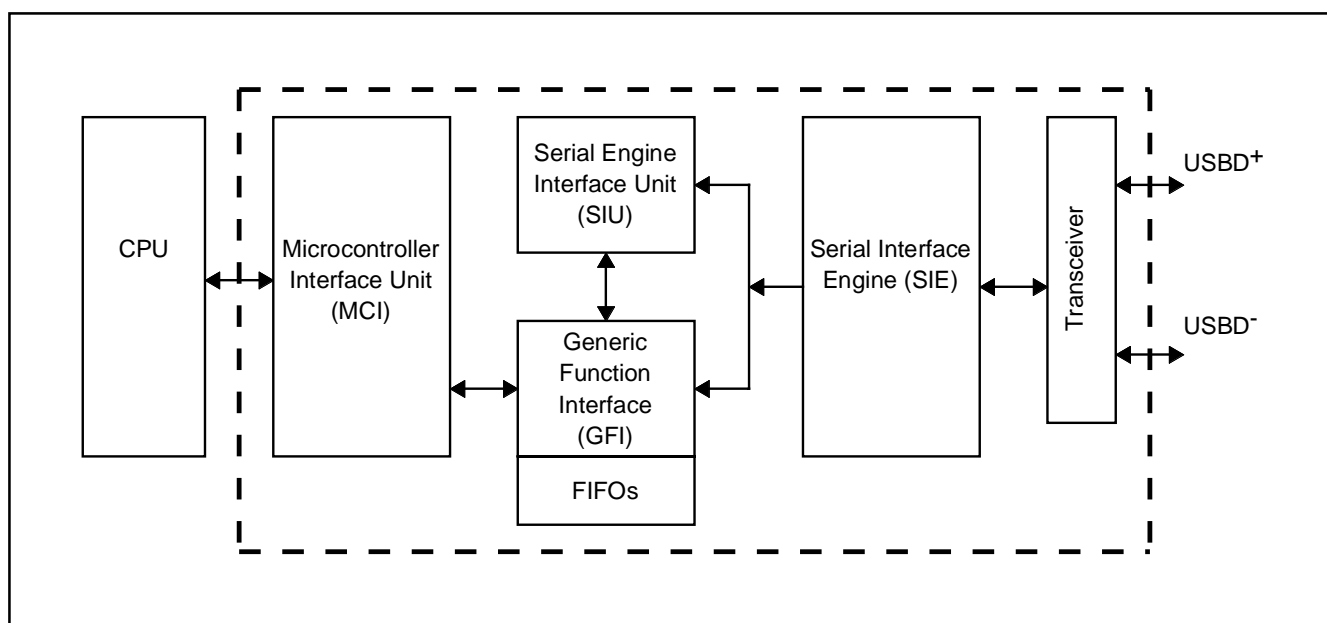 CPU
Microcontroller
Interface Unit
(MCI)
Serial Engine
Interface Unit
(SIU)
Generic
Function
Interface
(GFI)
FIFOs
Serial Interface
Engine (SIE)
Transceiver
USBD+
USBD-